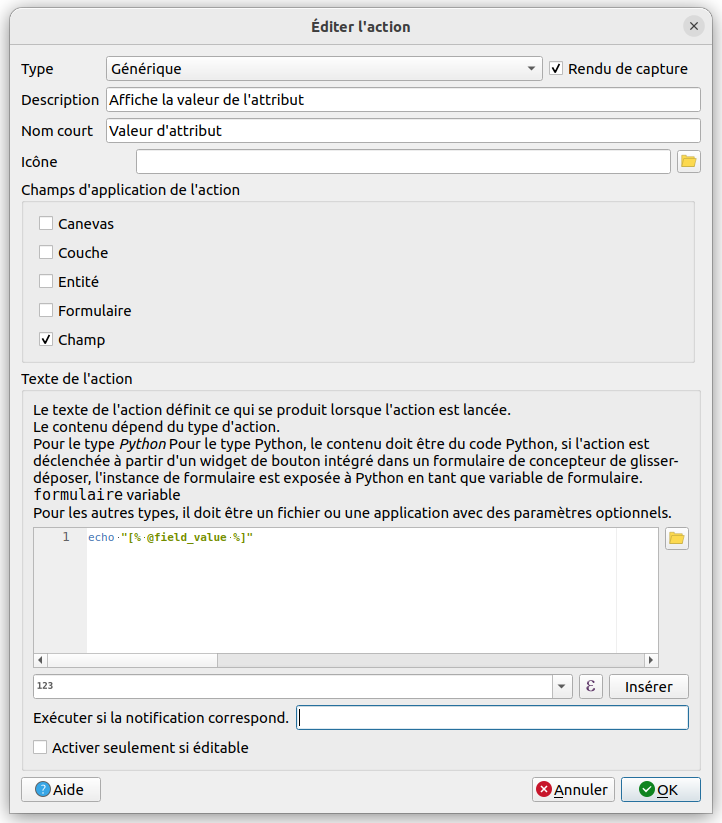 Éditer l'action
Type Générique Rendu de capture
Description Affiche la valeur de l'attribut
Nom court Valeur d'attribut
Icône
Champs d'application de l'action
Canevas
Couche
Entité
Formulaire
Champ
Texte de l'action
Le texte de l'action définit ce qui se produit lorsque l'action est lancée.
Le contenu dépend du type d'action.
Pour le type Python Pour le type Python, le contenu doit être du code Python, si l'action est
déclenchée à partir d'un widget de bouton intégré dans un formulaire de concepteur de glisser-
déposer, l'instance de formulaire est exposée à Python en tant que variable de formulaire.
formulaire variable
Pour les autres types, il doit être un fichier ou une application avec des paramètres optionnels.
1 echo "[% @field_value %]"
123 ε Insérer
Exécuter si la notification correspond.
Activer seulement si éditable
? Aide Annuler OK